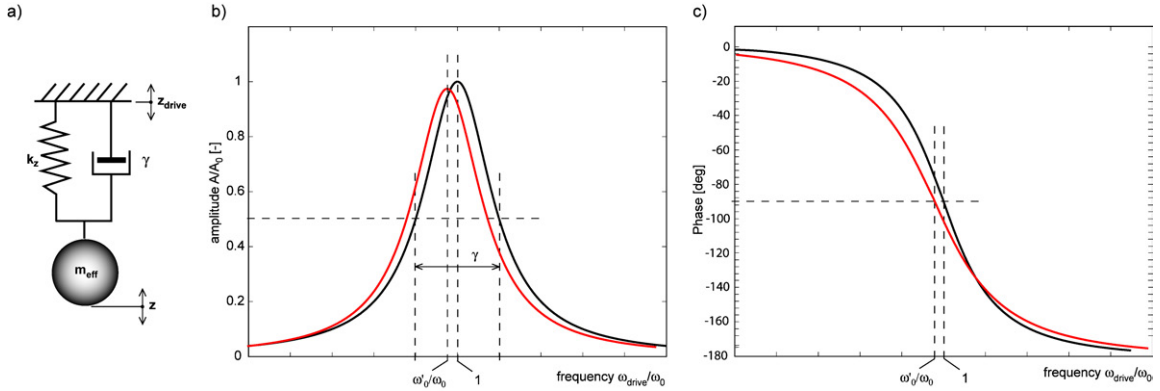 a)
z_drive
k_z
γ
m_eff
z
b)
amplitude A/A_0 [-]
1
0.8
0.6
0.4
0.2
0
γ
ω'_0/ω_0
1
frequency ω_drive/ω_0
c)
Phase [deg]
0
-20
-40
-60
-80
-100
-120
-140
-160
-180
ω'_0/ω_0
1
frequency ω_drive/ω_0